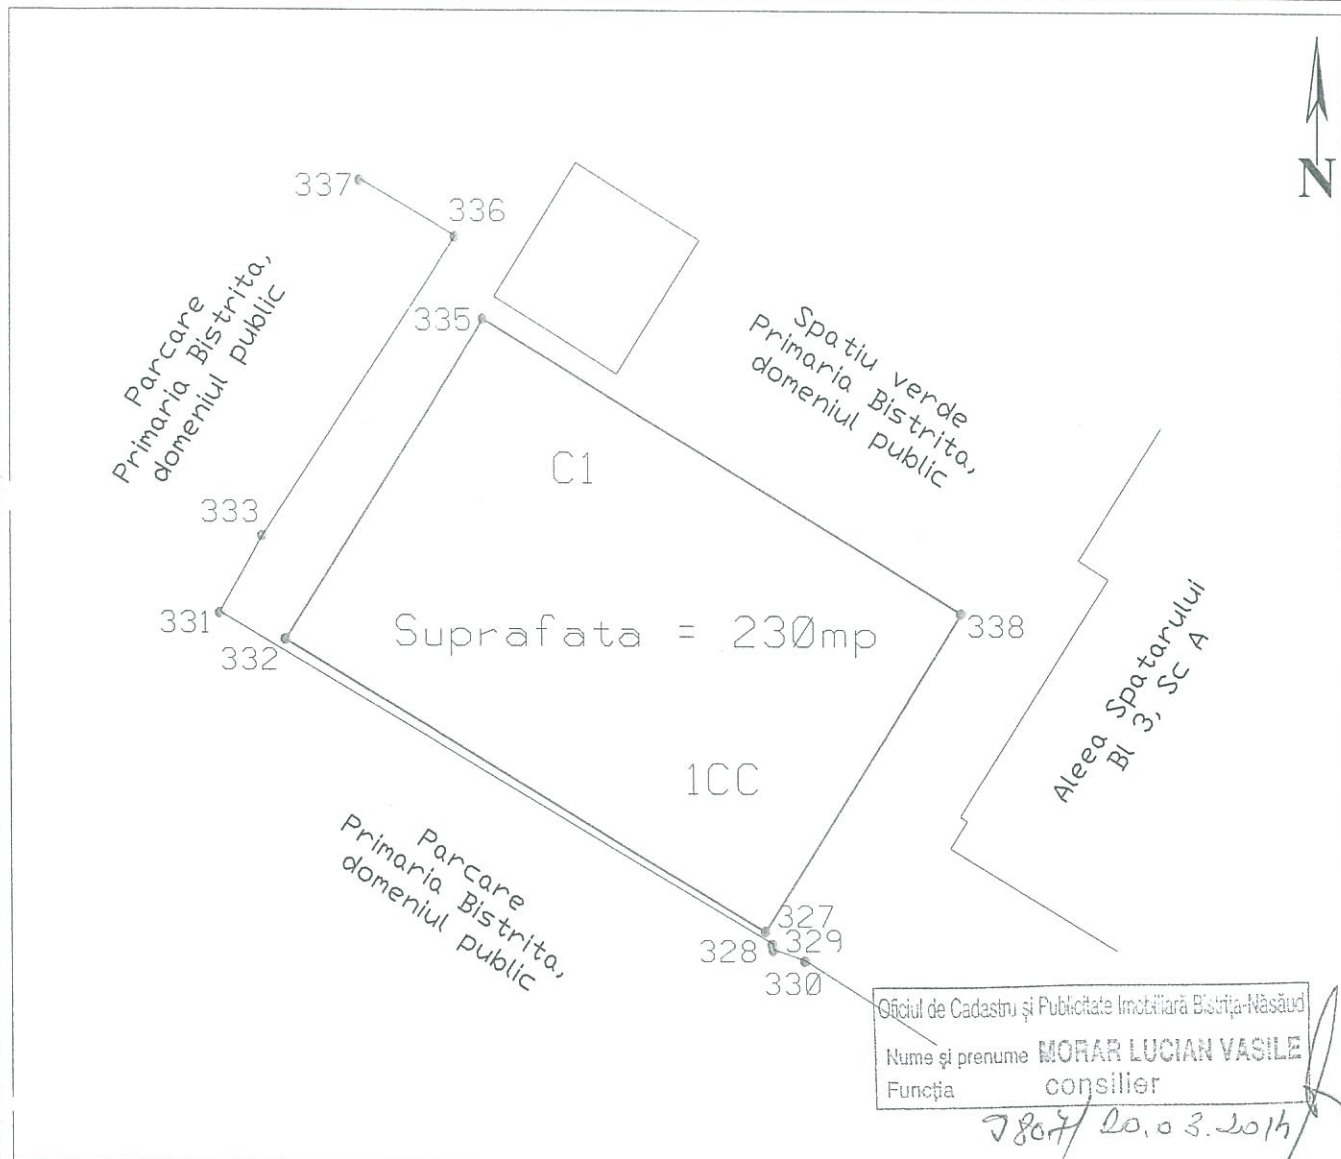 N
337
336
335
Parcare
Primaria Bistrita,
domeniul public
Spatiu verde
Primaria Bistrita,
domeniul public
C1
333
331
332
Suprafata = 230mp
338
Aleea Spatarului
Bl 3, Sc A
1CC
Parcare
Primaria Bistrita,
domeniul public
327
328
329
330
Oficiul de Cadastru și Publicitate Imobiliară Bistrița-Năsăud
Nume și prenume MORAR LUCIAN VASILE
Funcția consilier
20.03.2014